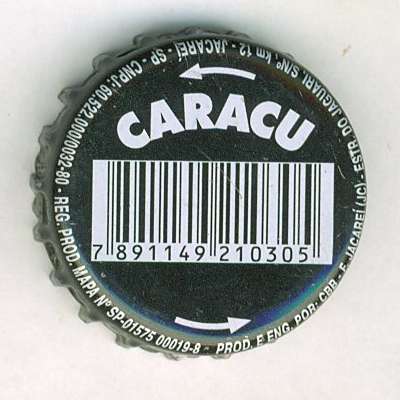 CARACU
7 891149 210305
PROD. E ENG. POR: CBB - F. JACAREÍ (JC) - ESTR. DO JAGUARI, S/Nº, km 12 - JACAREÍ - SP - CNPJ: 60.522.000/0032-80 - REG. PROD. MAPA Nº SP-01575 00019-8 -